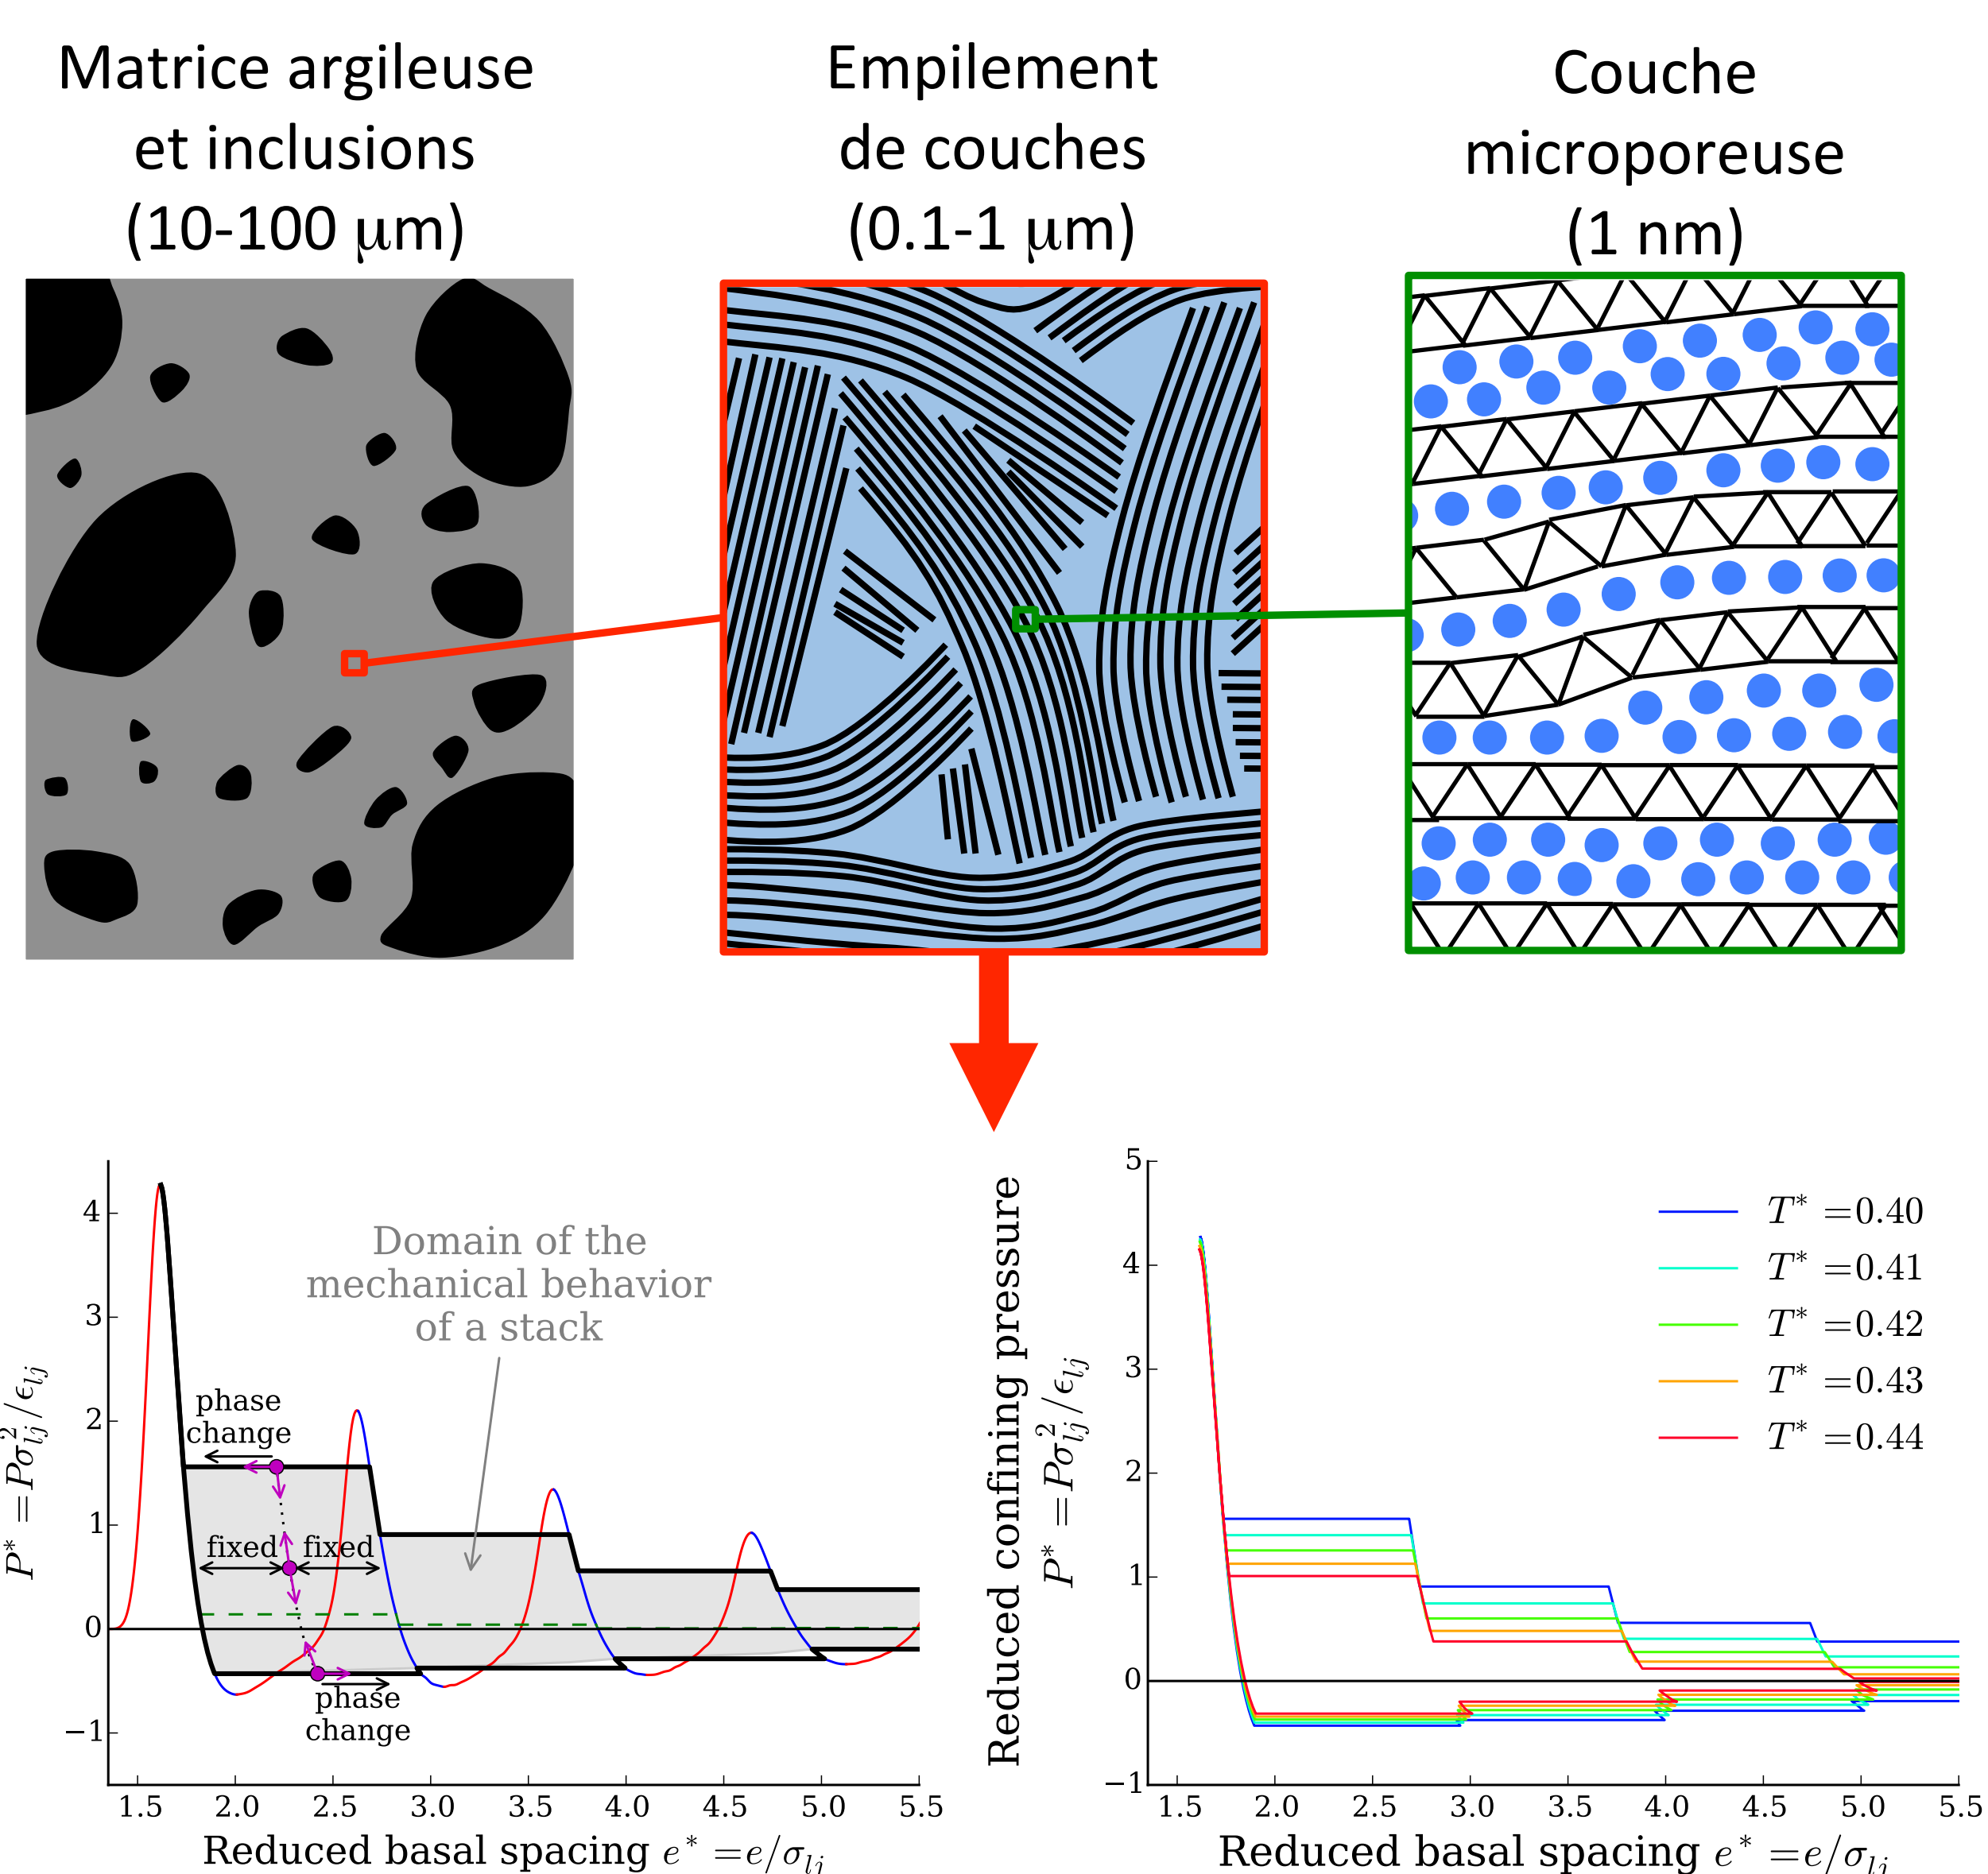 Matrice argileuse
et inclusions
(10-100 μm)
Empilement
de couches
(0.1-1 μm)
Couche
microporeuse
(1 nm)
Domain of the
mechanical behavior
of a stack
phase
change
fixed
fixed
phase
change
4
3
2
1
0
−1
1.5 2.0 2.5 3.0 3.5 4.0 4.5 5.0 5.5
P* = Pσ²lj/ϵlj
Reduced basal spacing e* = e/σlj
Reduced confining pressure
P* = Pσ²lj/ϵlj
5
4
3
2
1
0
−1
T* = 0.40
T* = 0.41
T* = 0.42
T* = 0.43
T* = 0.44
1.5 2.0 2.5 3.0 3.5 4.0 4.5 5.0 5.5
Reduced basal spacing e* = e/σlj